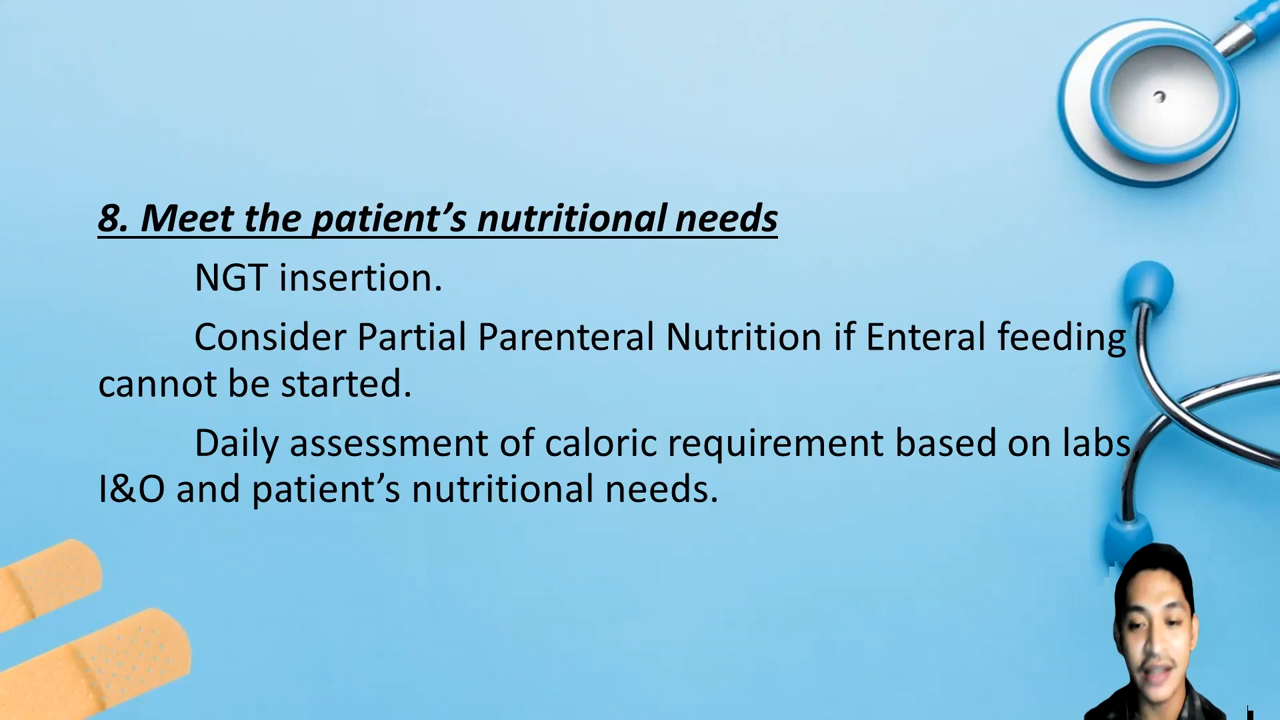 8. Meet the patient’s nutritional needs
NGT insertion.
Consider Partial Parenteral Nutrition if Enteral feeding
cannot be started.
Daily assessment of caloric requirement based on labs,
I&O and patient’s nutritional needs.